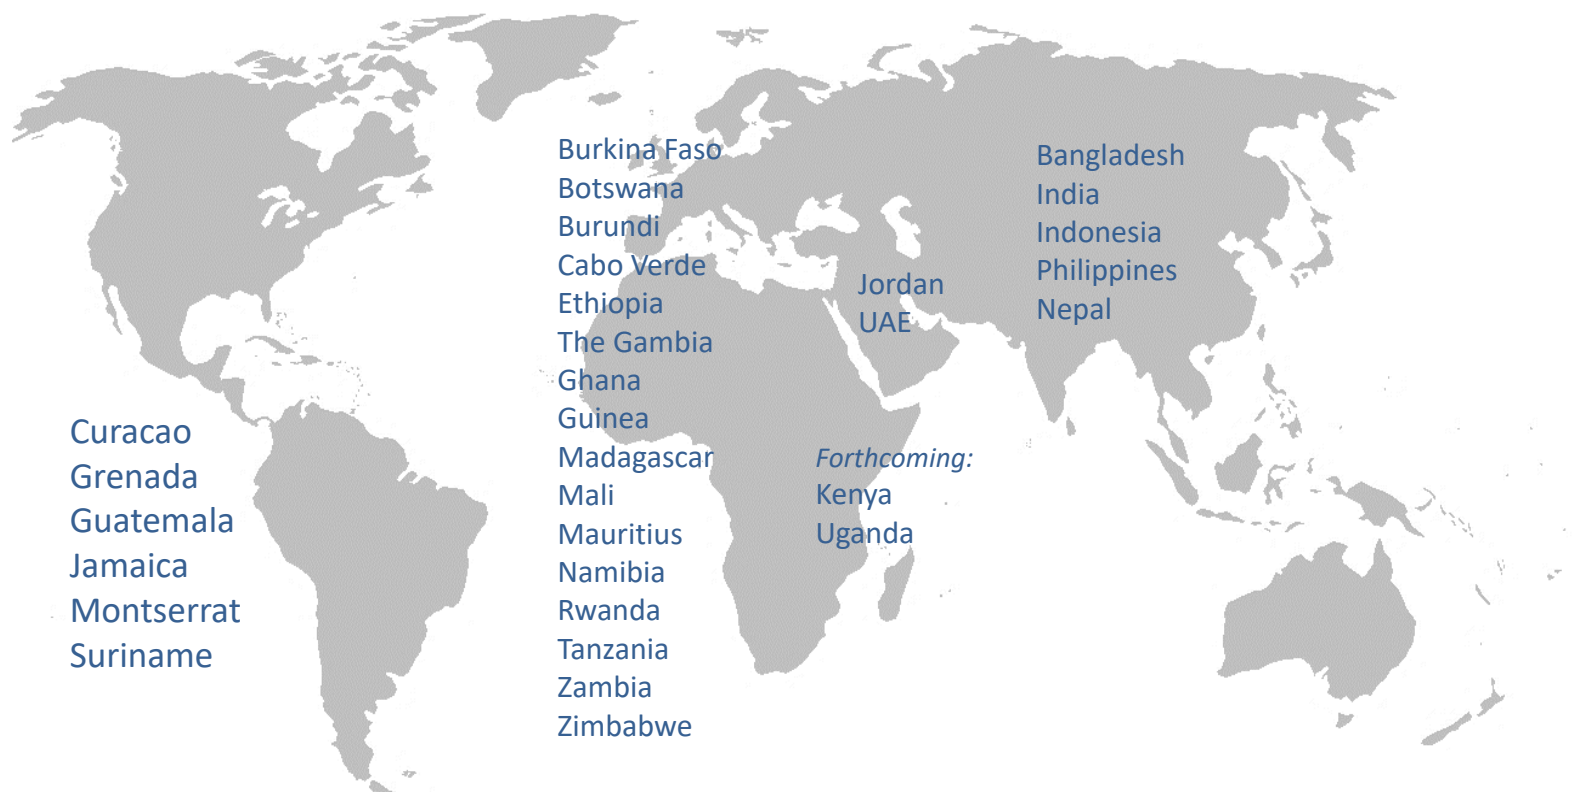 Curacao
Grenada
Guatemala
Jamaica
Montserrat
Suriname
Burkina Faso
Botswana
Burundi
Cabo Verde
Ethiopia
The Gambia
Ghana
Guinea
Madagascar
Mali
Mauritius
Namibia
Rwanda
Tanzania
Zambia
Zimbabwe
Jordan
UAE
Forthcoming:
Kenya
Uganda
Bangladesh
India
Indonesia
Philippines
Nepal